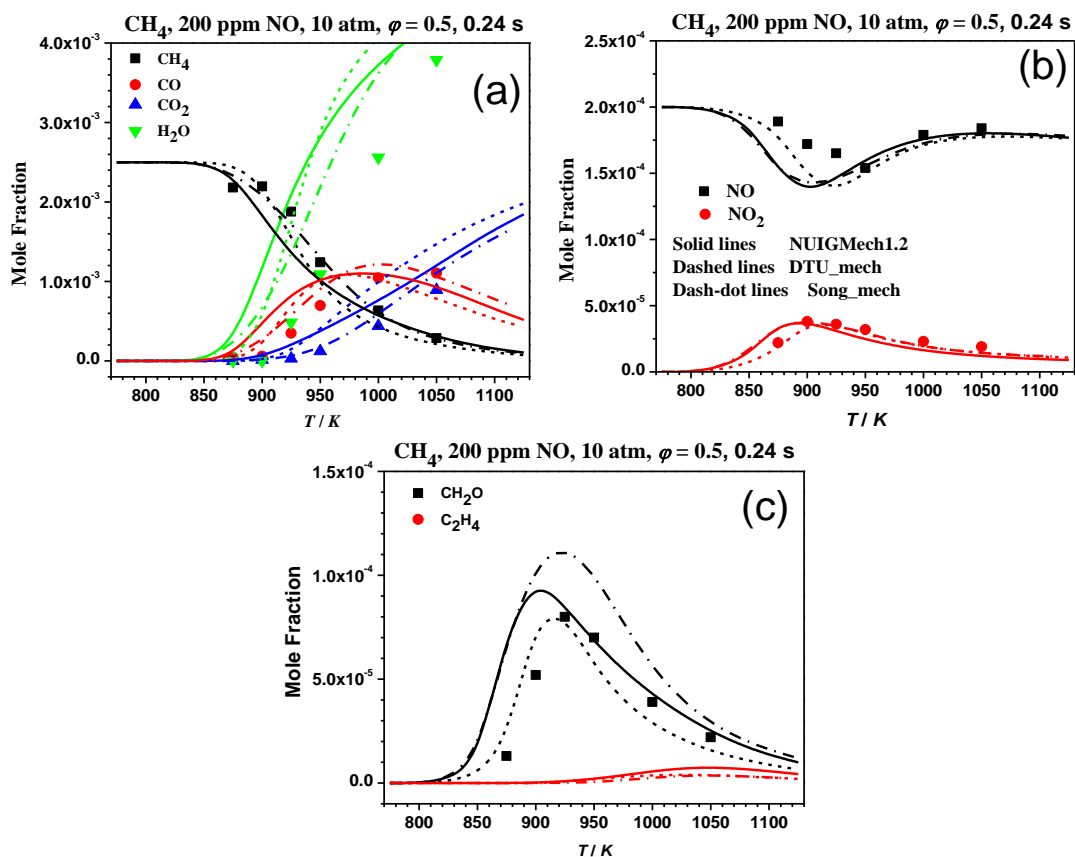 CH4, 200 ppm NO, 10 atm, φ = 0.5, 0.24 s
4.0x10-3
3.0x10-3
2.0x10-3
1.0x10-3
0.0
Mole Fraction
CH4
CO
CO2
H2O
(a)
800 850 900 950 1000 1050 1100
T / K
CH4, 200 ppm NO, 10 atm, φ = 0.5, 0.24 s
2.5x10-4
2.0x10-4
1.5x10-4
1.0x10-4
5.0x10-5
0.0
Mole Fraction
(b)
NO
NO2
Solid lines NUIGMech1.2
Dashed lines DTU_mech
Dash-dot lines Song_mech
800 850 900 950 1000 1050 1100
T / K
CH4, 200 ppm NO, 10 atm, φ = 0.5, 0.24 s
1.5x10-4
1.0x10-4
5.0x10-5
0.0
Mole Fraction
CH2O
C2H4
(c)
800 850 900 950 1000 1050 1100
T / K